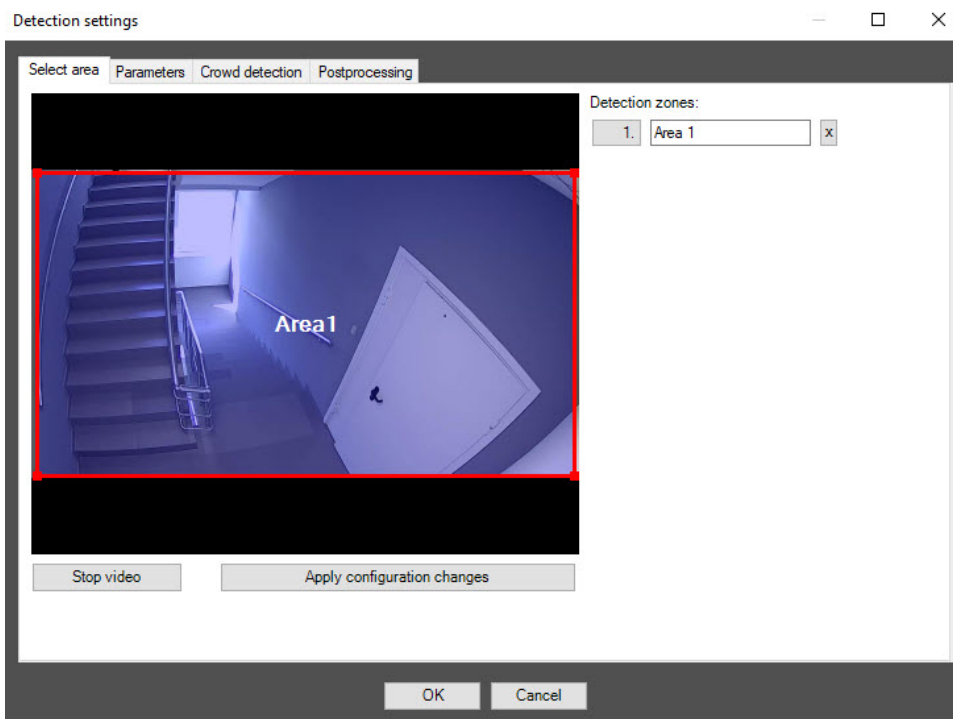 Detection settings
Select area Parameters Crowd detection Postprocessing
Detection zones:
1. Area 1 x
Area1
Stop video Apply configuration changes
OK Cancel